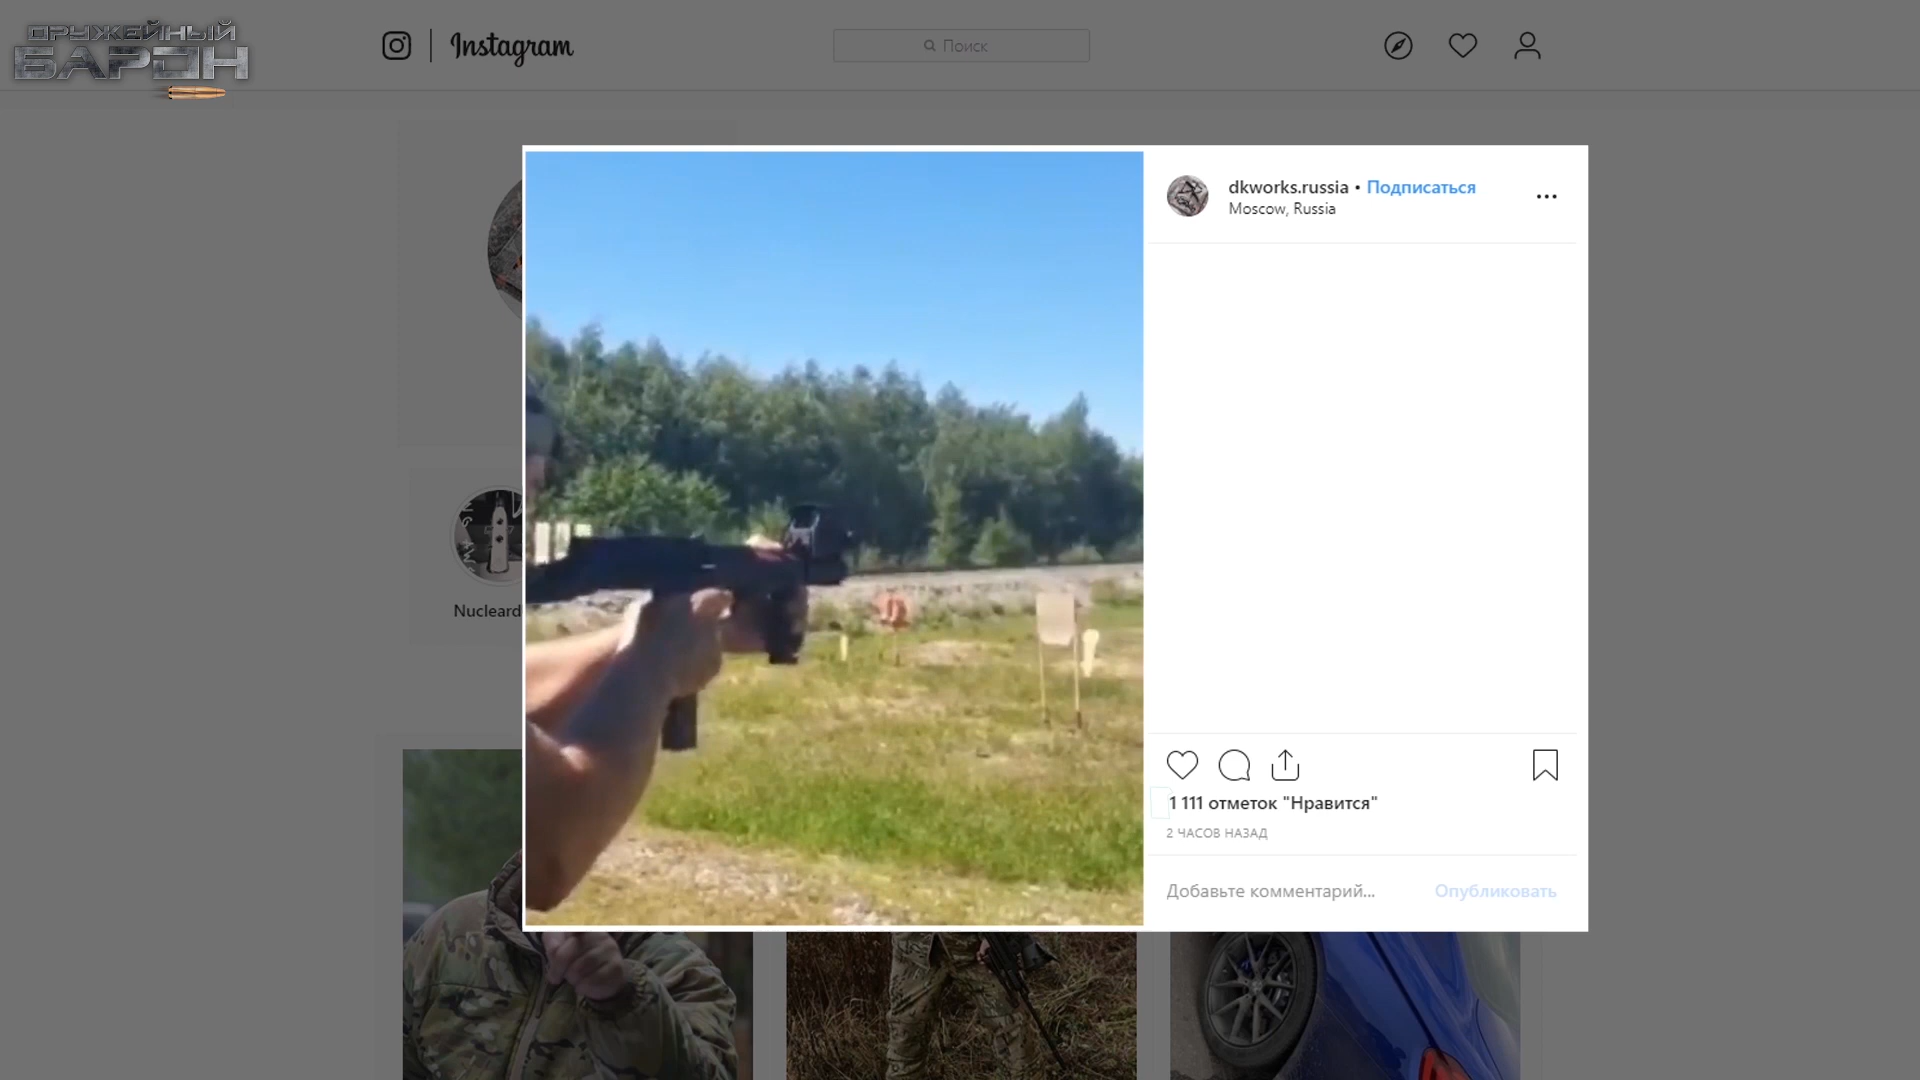 ОРУЖЕЙНЫЙ
БАРОН
Instagram
Поиск
dkworks.russia • Подписаться
Moscow, Russia
Nucleard
1 111 отметок "Нравится"
2 ЧАСОВ НАЗАД
Добавьте комментарий...
Опубликовать